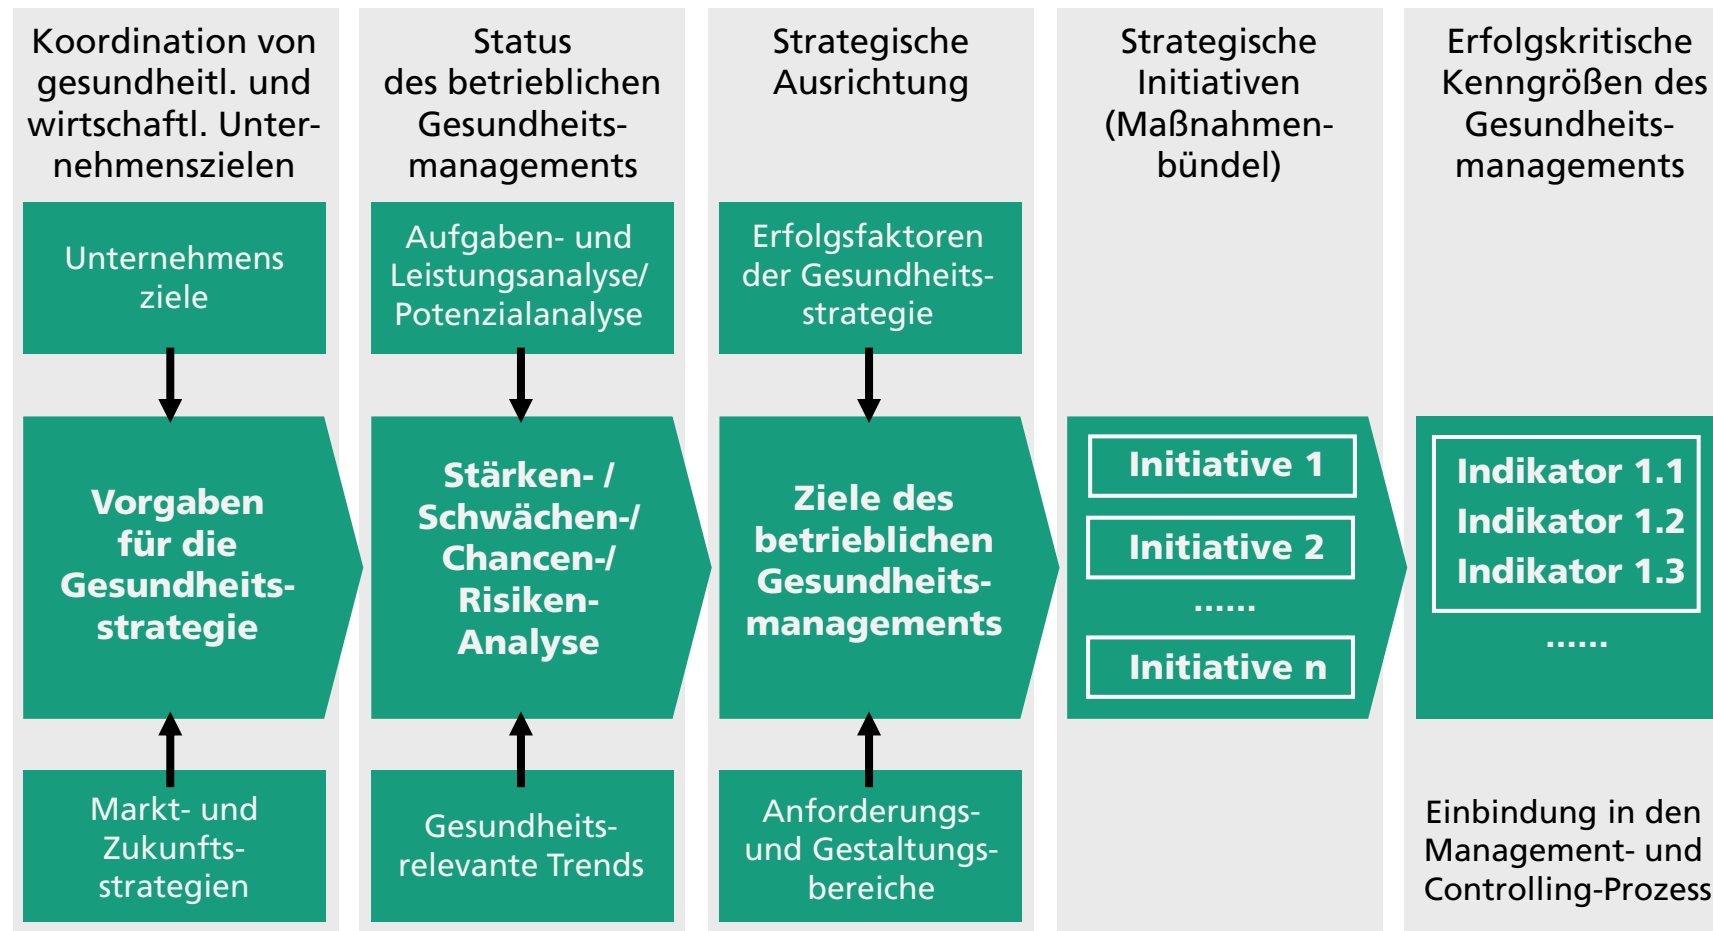 Koordination von
gesundheitl. und
wirtschaftl. Unter-
nehmenszielen
Unternehmens
ziele
Vorgaben
für die
Gesundheits-
strategie
Markt- und
Zukunfts-
strategien
Status
des betrieblichen
Gesundheits-
managements
Aufgaben- und
Leistungsanalyse/
Potenzialanalyse
Stärken- /
Schwächen-/
Chancen-/
Risiken-
Analyse
Gesundheits-
relevante Trends
Strategische
Ausrichtung
Erfolgsfaktoren
der Gesundheits-
strategie
Ziele des
betrieblichen
Gesundheits-
managements
Anforderungs-
und Gestaltungs-
bereiche
Strategische
Initiativen
(Maßnahmen-
bündel)
Initiative 1
Initiative 2
......
Initiative n
Erfolgskritische
Kenngrößen des
Gesundheits-
managements
Indikator 1.1
Indikator 1.2
Indikator 1.3
......
Einbindung in den
Management- und
Controlling-Prozess